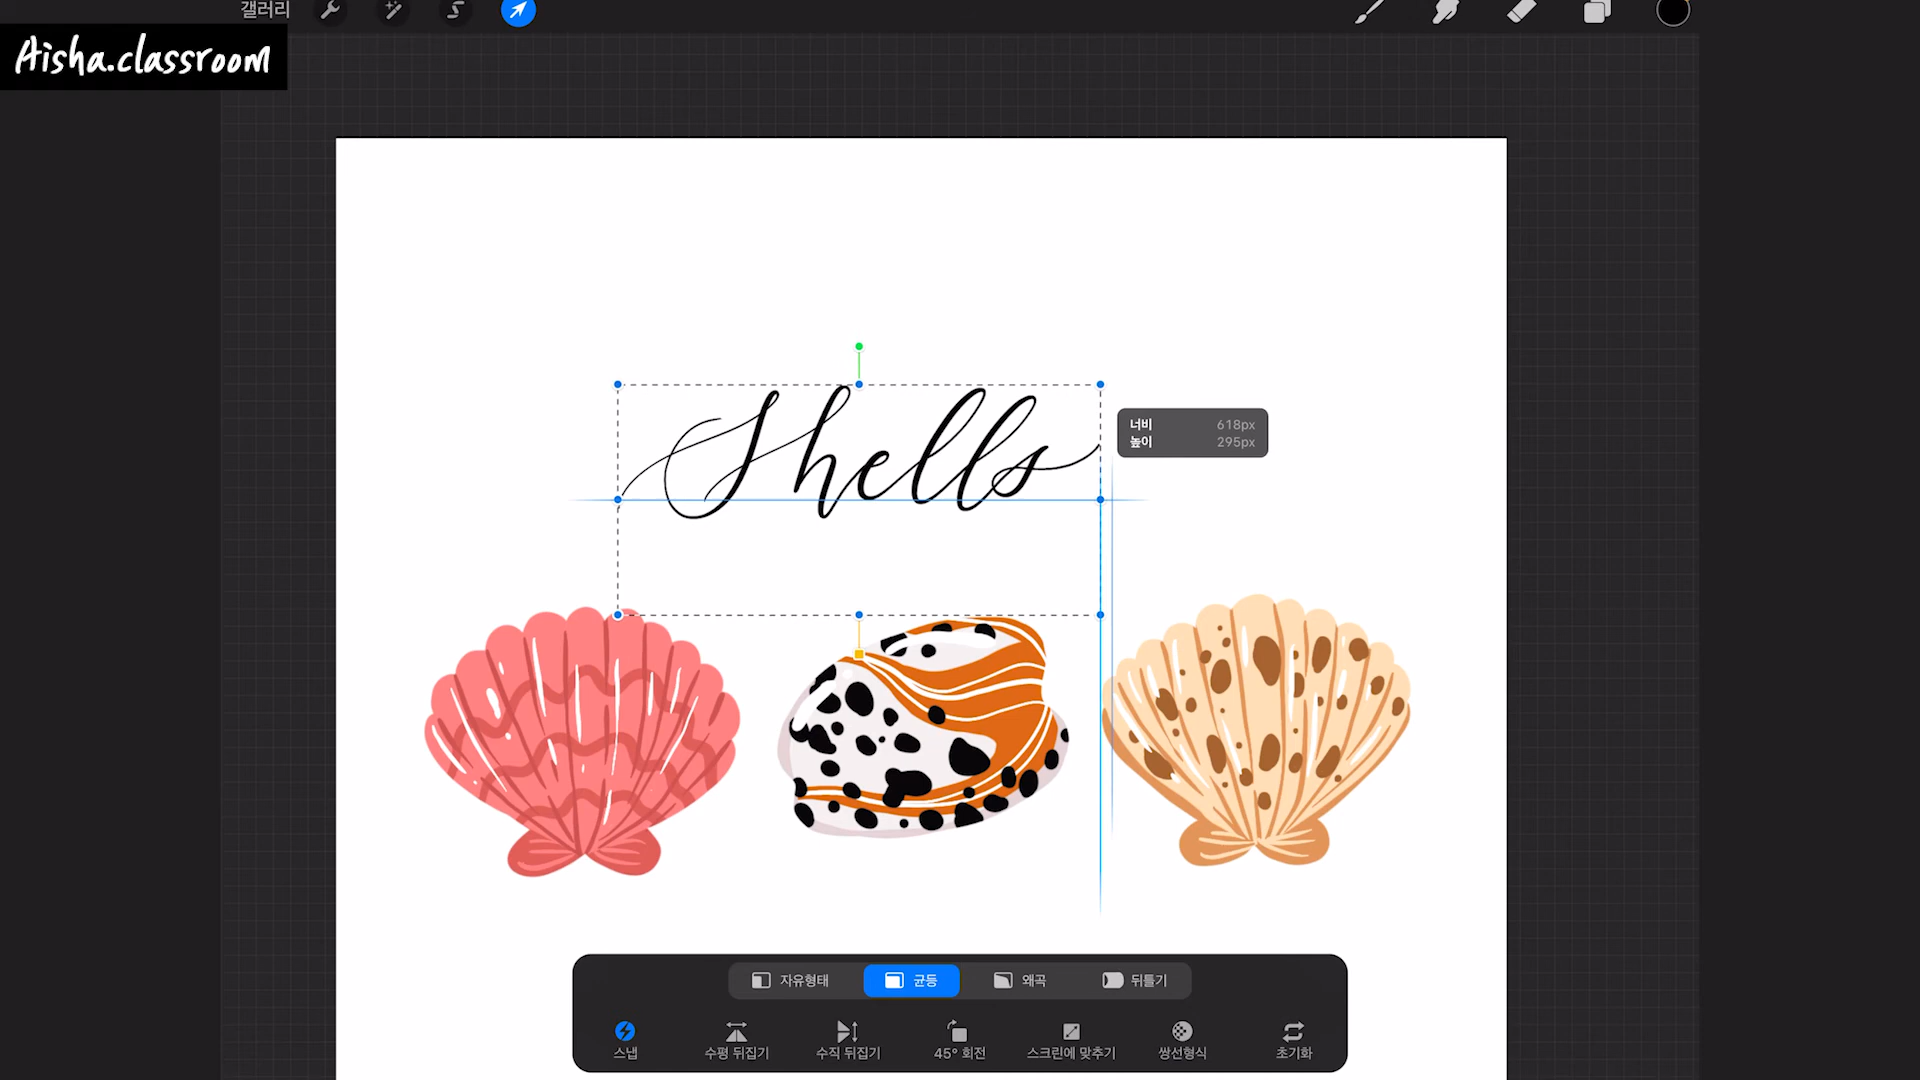 갤러리
Aisha.classroom
Shells
너비 618px
높이 295px
자유형태 균등 왜곡 뒤틀기
스냅 수평 뒤집기 수직 뒤집기 45° 회전 스크린에 맞추기 쌍선형식 초기화